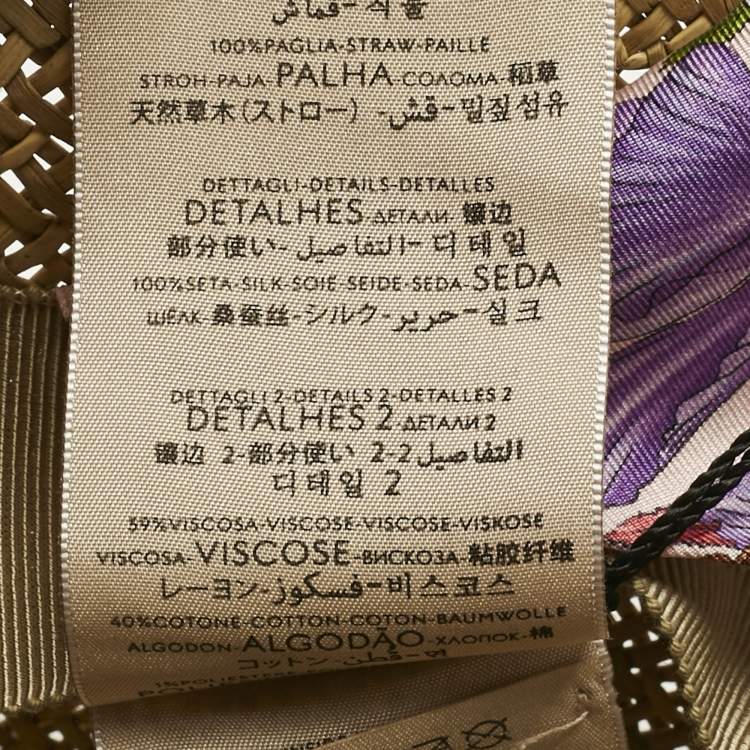 قماش - 직물
100%PAGLIA-STRAW-PAILLE
STROH-PAJA-PALHA-СОЛОМА-稻草
天然草木(ストロー) -قش-밀짚섬유
DETTAGLI-DETAILS-DETALLES
DETALHES-ДЕТАЛИ-镶边
部分使い-التفاصيل-디테일
100%SETA-SILK-SOIE-SEIDE-SEDA-SEDA
ШЁЛК-桑蚕丝-シルク-حرير-실크
DETTAGLI 2-DETAILS 2-DETALLES 2
DETALHES 2-ДЕТАЛИ 2
镶边 2-部分使い 2-التفاصيل 2
디테일 2
59%VISCOSA-VISCOSE-VISCOSE-VISKOSE
VISCOSA-VISCOSE-ВИСКОЗА-粘胶纤维
レーヨン-فسكوز-비스코스
40%COTONE-COTTON-COTON-BAUMWOLLE
ALGODON-ALGODÃO-ХЛОПОК-棉
コットン-قطن-면